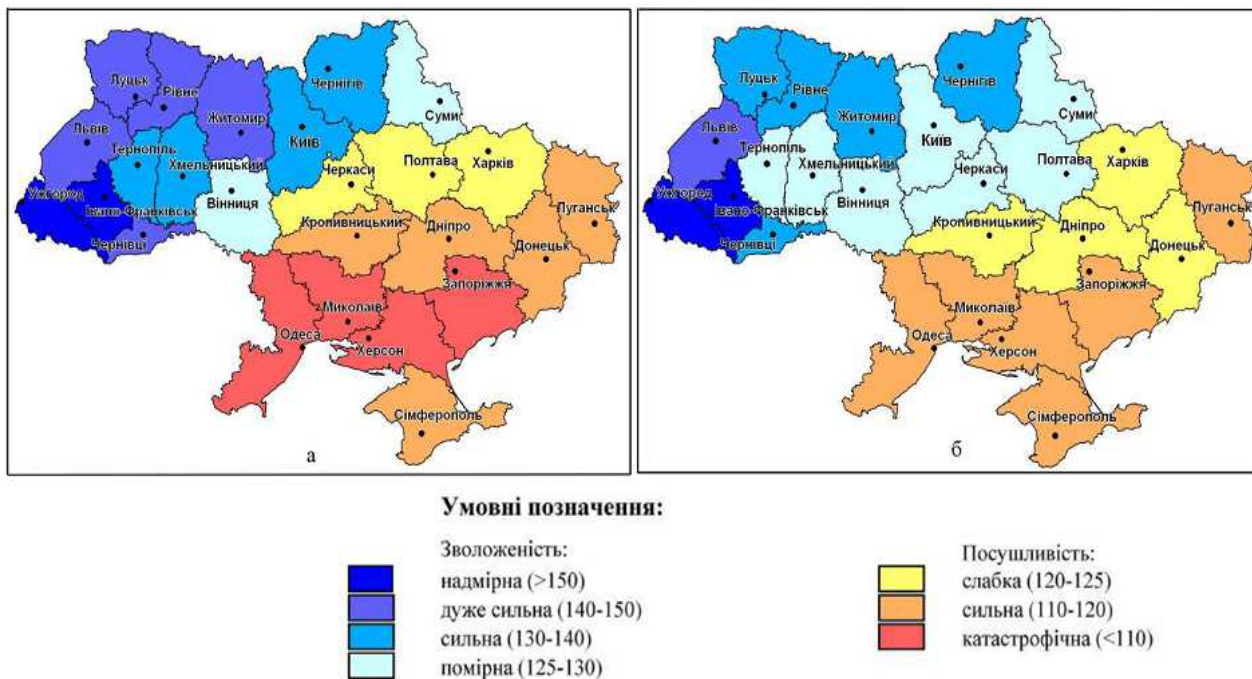 Луцьк
Рівне
Чернігів
Суми
Житомир
Київ
Львів
Тернопіль
Хмельницький
Вінниця
Черкаси
Полтава
Харків
Ужгород
Івано-Франківськ
Чернівці
Кропивницький
Дніпро
Луганськ
Донецьк
Запоріжжя
Миколаїв
Одеса
Херсон
Сімферополь
а
Луцьк
Рівне
Чернігів
Суми
Житомир
Київ
Львів
Тернопіль
Хмельницький
Вінниця
Черкаси
Полтава
Харків
Ужгород
Івано-Франківськ
Чернівці
Кропивницький
Дніпро
Луганськ
Донецьк
Запоріжжя
Миколаїв
Одеса
Херсон
Сімферополь
б
Умовні позначення:
Зволоженість:
надмірна (>150)
дуже сильна (140-150)
сильна (130-140)
помірна (125-130)
Посушливість:
слабка (120-125)
сильна (110-120)
катастрофічна (<110)